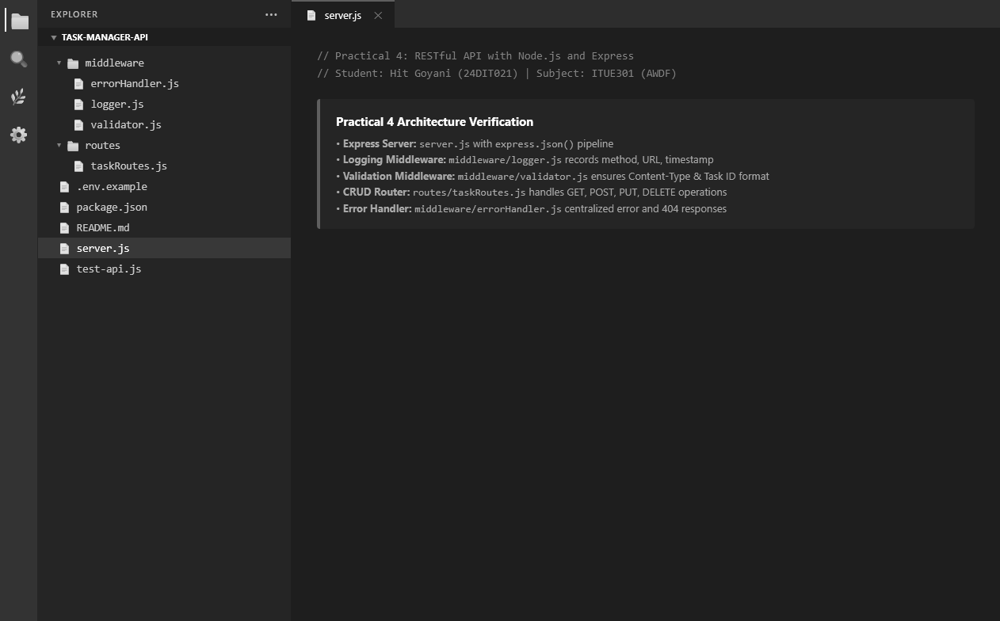 EXPLORER ···
TASK-MANAGER-API
middleware
errorHandler.js
logger.js
validator.js
routes
taskRoutes.js
.env.example
package.json
README.md
server.js
test-api.js
server.js
// Practical 4: RESTful API with Node.js and Express
// Student: Hit Goyani (24DIT021) | Subject: ITUE301 (AWDF)
Practical 4 Architecture Verification
• Express Server: server.js with express.json() pipeline
• Logging Middleware: middleware/logger.js records method, URL, timestamp
• Validation Middleware: middleware/validator.js ensures Content-Type & Task ID format
• CRUD Router: routes/taskRoutes.js handles GET, POST, PUT, DELETE operations
• Error Handler: middleware/errorHandler.js centralized error and 404 responses